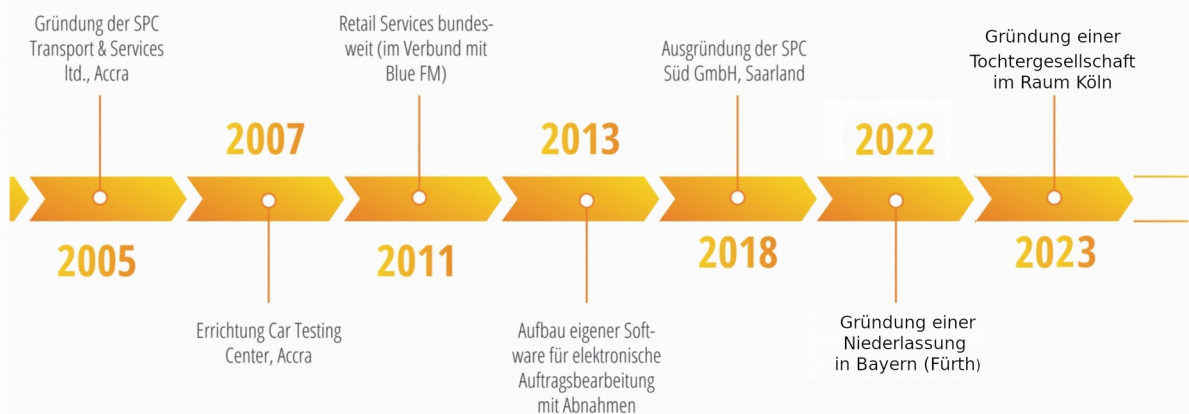 Gründung der SPC
Transport & Services
ltd., Accra
2005
2007
Errichtung Car Testing
Center, Accra
Retail Services bundes-
weit (im Verbund mit
Blue FM)
2011
2013
Aufbau eigener Soft-
ware für elektronische
Auftragsbearbeitung
mit Abnahmen
Ausgründung der SPC
Süd GmbH, Saarland
2018
2022
Gründung einer
Niederlassung
in Bayern (Fürth)
Gründung einer
Tochtergesellschaft
im Raum Köln
2023